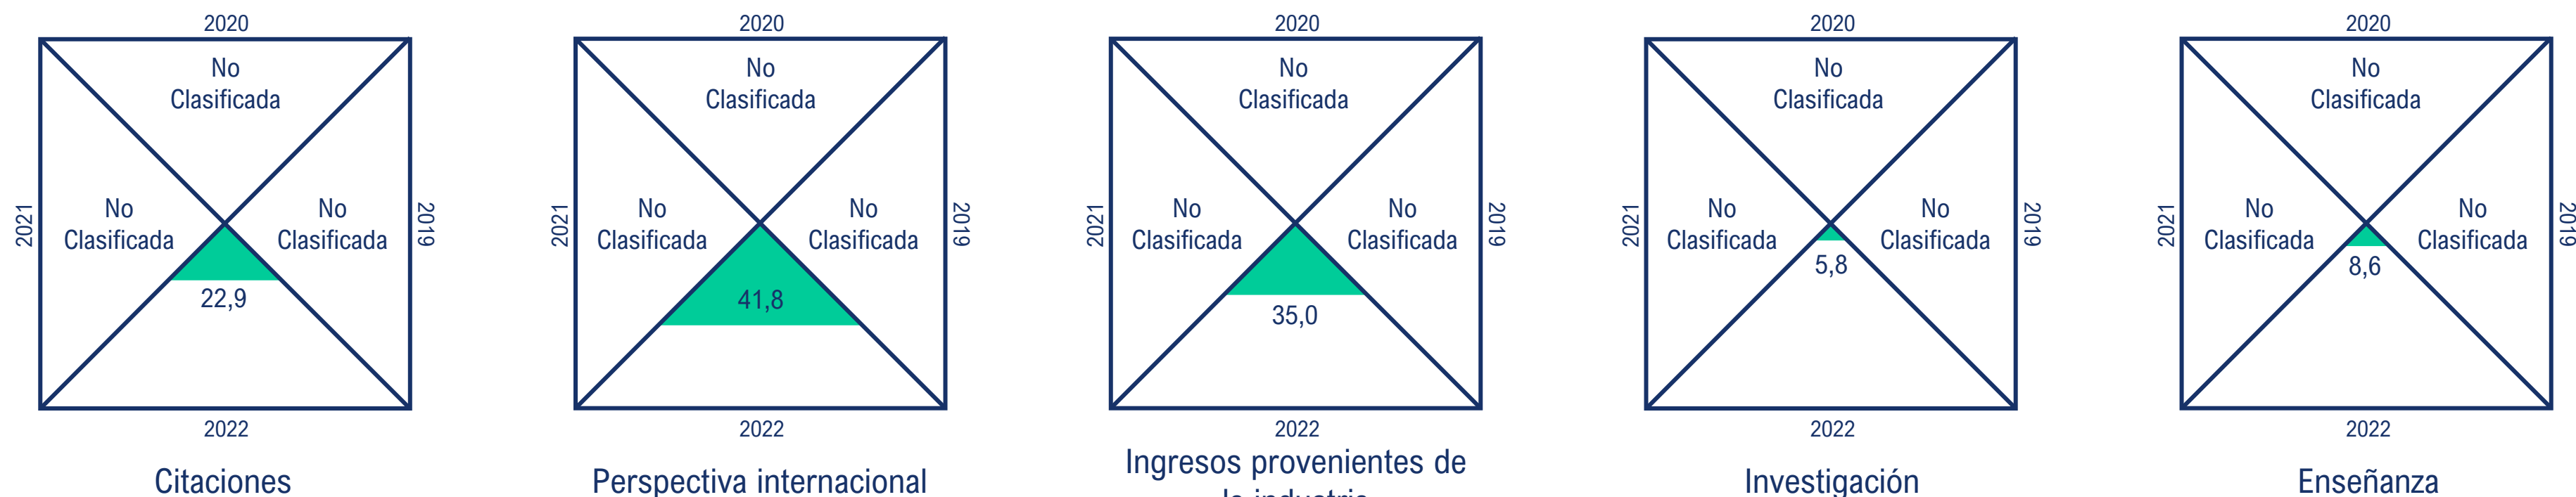 2020
No
Clasificada
2021
No
Clasificada
No
Clasificada
2019
22,9
2022
Citaciones
2020
No
Clasificada
2021
No
Clasificada
No
Clasificada
2019
41,8
2022
Perspectiva internacional
2020
No
Clasificada
2021
No
Clasificada
No
Clasificada
2019
35,0
2022
Ingresos provenientes de
la industria
2020
No
Clasificada
2021
No
Clasificada
No
Clasificada
2019
5,8
2022
Investigación
2020
No
Clasificada
2021
No
Clasificada
No
Clasificada
2019
8,6
2022
Enseñanza